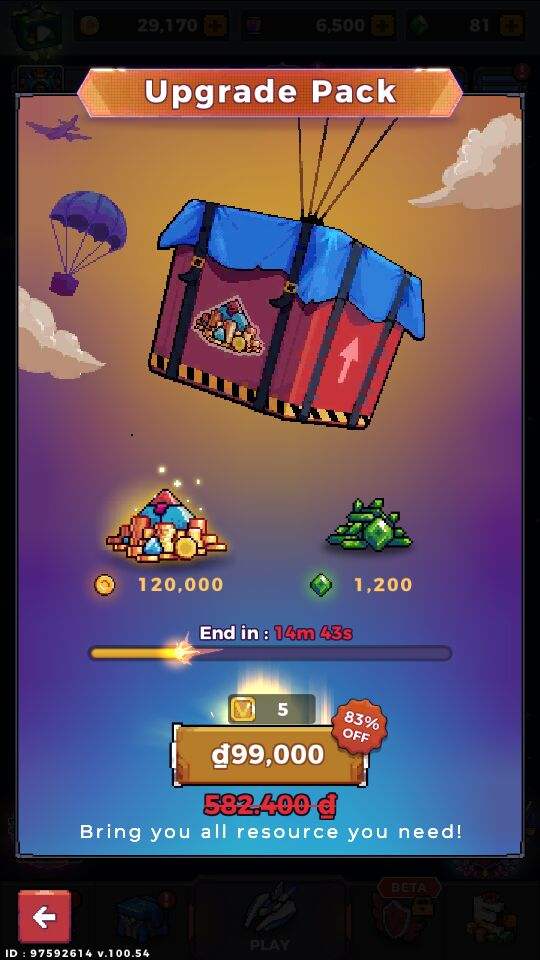 29,170
6,500
81
Upgrade Pack
120,000
1,200
End in : 14m 43s
5
83%
OFF
₫99,000
582.400 ₫
Bring you all resource you need!
BETA
PLAY
ID : 97592614 v.100.54